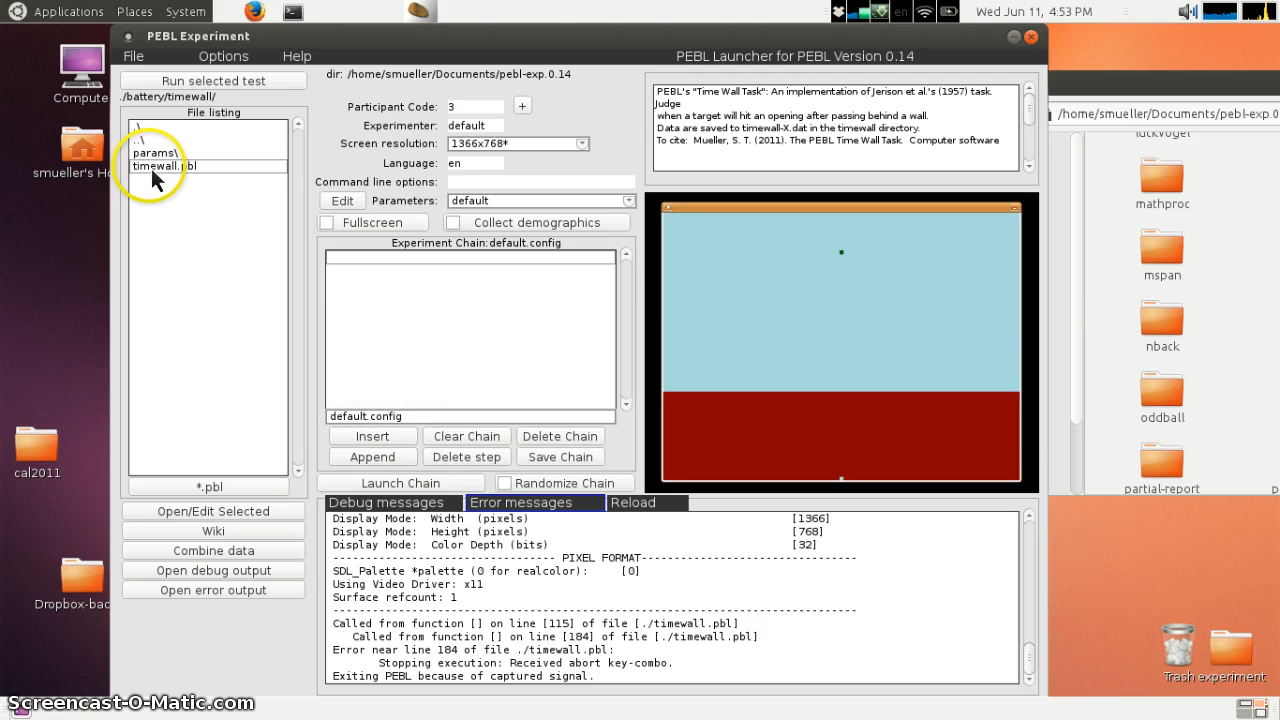 Applications Places System
en
Wed Jun 11, 4:53 PM
PEBL Experiment
File Options Help
PEBL Launcher for PEBL Version 0.14
Run selected test
./battery/timewall/
File listing
.\
..\
params\
timewall.pbl
*.pbl
Open/Edit Selected
Wiki
Combine data
Open debug output
Open error output
dir: /home/smueller/Documents/pebl-exp.0.14
Participant Code: 3 +
Experimenter: default
Screen resolution: 1366x768*
Language: en
Command line options:
Edit Parameters: default
Fullscreen Collect demographics
Experiment Chain:default.config
default.config
Insert Clear Chain Delete Chain
Append Delete step Save Chain
Launch Chain Randomize Chain
PEBL's "Time Wall Task": An implementation of Jerison et al.'s (1957) task.
Judge
when a target will hit an opening after passing behind a wall.
Data are saved to timewall-X.dat in the timewall directory.
To cite: Mueller, S. T. (2011). The PEBL Time Wall Task. Computer software
Debug messages Error messages Reload
Display Mode: Width (pixels) [1366]
Display Mode: Height (pixels) [768]
Display Mode: Color Depth (bits) [32]
---------------------------- PIXEL FORMAT-----------------------------------
SDL_Palette *palette (0 for realcolor): [0]
Using Video Driver: x11
Surface refcount: 1
----------------------------------------------------------------------------
Called from function [] on line [115] of file [./timewall.pbl]
Called from function [] on line [184] of file [./timewall.pbl]
Error near line 184 of file ./timewall.pbl:
Stopping execution: Received abort key-combo.
Exiting PEBL because of captured signal.
Compute
smueller's Ho
cal2011
Dropbox-bac
/home/smueller/Documents/pebl-exp.0
luckvogel
mathproc
mspan
nback
oddball
partial-report
Trash experiment
Screencast-O-Matic.com